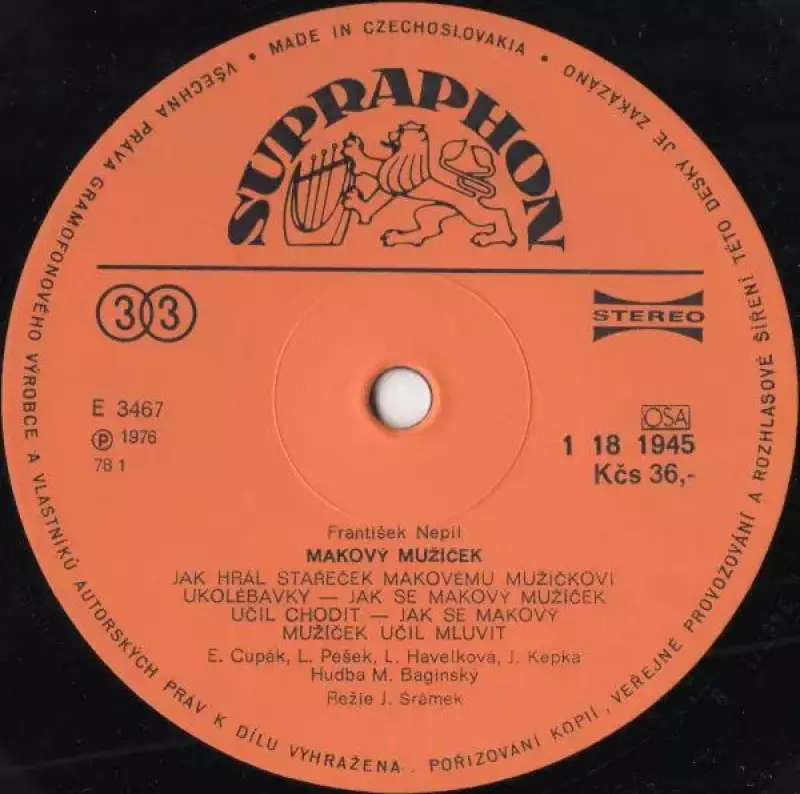 MADE IN CZECHOSLOVAKIA
VŠECHNA PRÁVA GRAMOFONOVÉHO VÝROBCE A VLASTNÍKŮ AUTORSKÝCH PRÁV K DÍLU VYHRAŽENA. POŘIZOVÁNÍ KOPIÍ, VEŘEJNÉ PROVOZOVÁNÍ A ROZHLASOVÉ ŠÍŘENÍ TÉTO DESKY JE ZAKÁZÁNO
SUPRAPHON
33
STEREO
E 3467
Ⓟ 1976
78 1
OSA
1 18 1945
Kčs 36,-
František Nepil
MAKOVÝ MUŽÍČEK
JAK HRÁL STAŘEČEK MAKOVÉMU MUŽÍČKOVI
UKOLÉBAVKY — JAK SE MAKOVÝ MUŽÍČEK
UČIL CHODIT — JAK SE MAKOVÝ
MUŽÍČEK UČIL MLUVIT
E. Cupák, L. Pešek, L. Havelková, J. Kepka
Hudba M. Baginský
Režie J. Šrámek